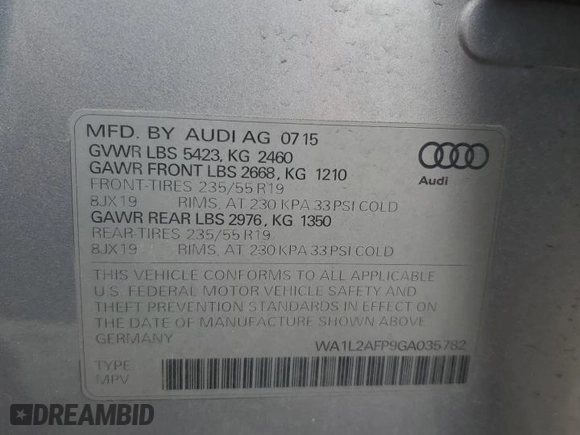 MFD. BY AUDI AG 07 15
GVWR LBS 5423, KG 2460
GAWR FRONT LBS 2668, KG 1210
FRONT-TIRES 235/55 R19
8JX19 RIMS, AT 230 KPA 33 PSI COLD
GAWR REAR LBS 2976, KG 1350
REAR-TIRES 235/55 R19
8JX19 RIMS, AT 230 KPA 33 PSI COLD
Audi
THIS VEHICLE CONFORMS TO ALL APPLICABLE
U.S. FEDERAL MOTOR VEHICLE SAFETY AND
THEFT PREVENTION STANDARDS IN EFFECT ON
THE DATE OF MANUFACTURE SHOWN ABOVE
GERMANY
WA1L2AFP9GA035782
TYPE
MPV
DREAMBID